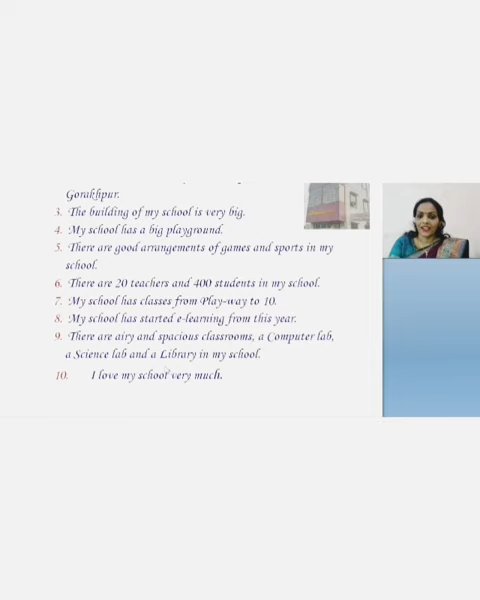 Gorakhpur.
3. The building of my school is very big.
4. My school has a big playground.
5. There are good arrangements of games and sports in my
school.
6. There are 20 teachers and 400 students in my school.
7. My school has classes from Play-way to 10.
8. My school has started e-learning from this year.
9. There are airy and spacious classrooms, a Computer lab,
a Science lab and a Library in my school.
10. I love my school very much.